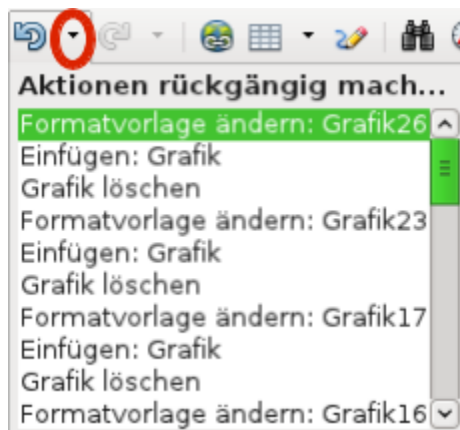 Aktionen rückgängig mach...
Formatvorlage ändern: Grafik26
Einfügen: Grafik
Grafik löschen
Formatvorlage ändern: Grafik23
Einfügen: Grafik
Grafik löschen
Formatvorlage ändern: Grafik17
Einfügen: Grafik
Grafik löschen
Formatvorlage ändern: Grafik16